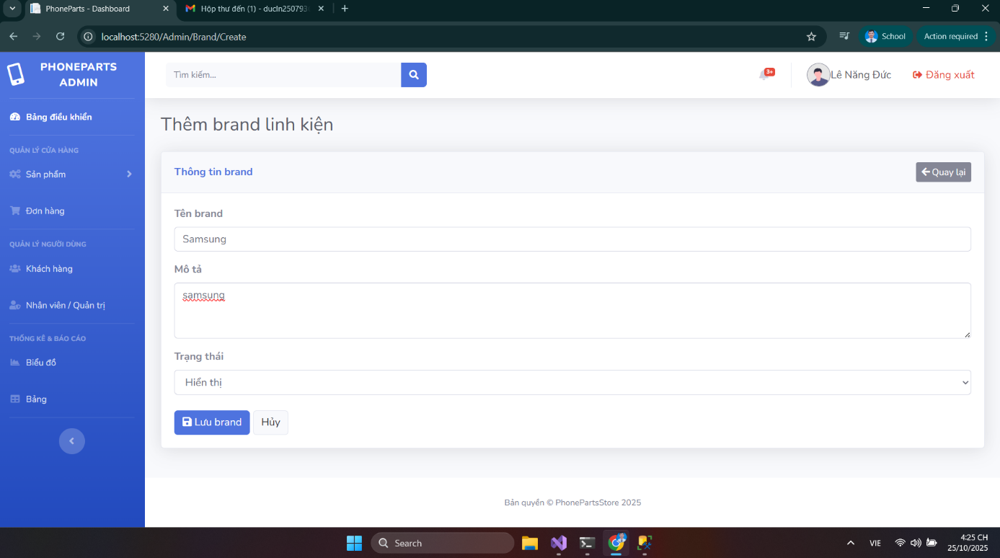 PhoneParts - Dashboard
Hộp thư đến (1) - ducln250793
localhost:5280/Admin/Brand/Create
School
Action required
PHONEPARTS
ADMIN
Tìm kiếm...
3+
Lê Năng Đức
Đăng xuất
Bảng điều khiển
QUẢN LÝ CỬA HÀNG
Sản phẩm
Đơn hàng
QUẢN LÝ NGƯỜI DÙNG
Khách hàng
Nhân viên / Quản trị
THỐNG KÊ & BÁO CÁO
Biểu đồ
Bảng
Thêm brand linh kiện
Thông tin brand
Quay lại
Tên brand
Samsung
Mô tả
samsung
Trạng thái
Hiển thị
Lưu brand
Hủy
Bản quyền © PhonePartsStore 2025
Search
VIE
4:25 CH
25/10/2025